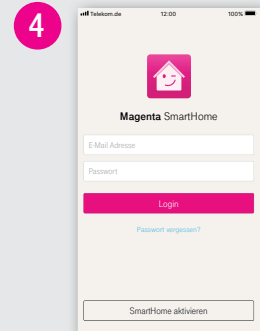 4
Telekom.de 12:00 100%
Magenta SmartHome
E-Mail Adresse
Passwort
Login
Passwort vergessen?
SmartHome aktivieren